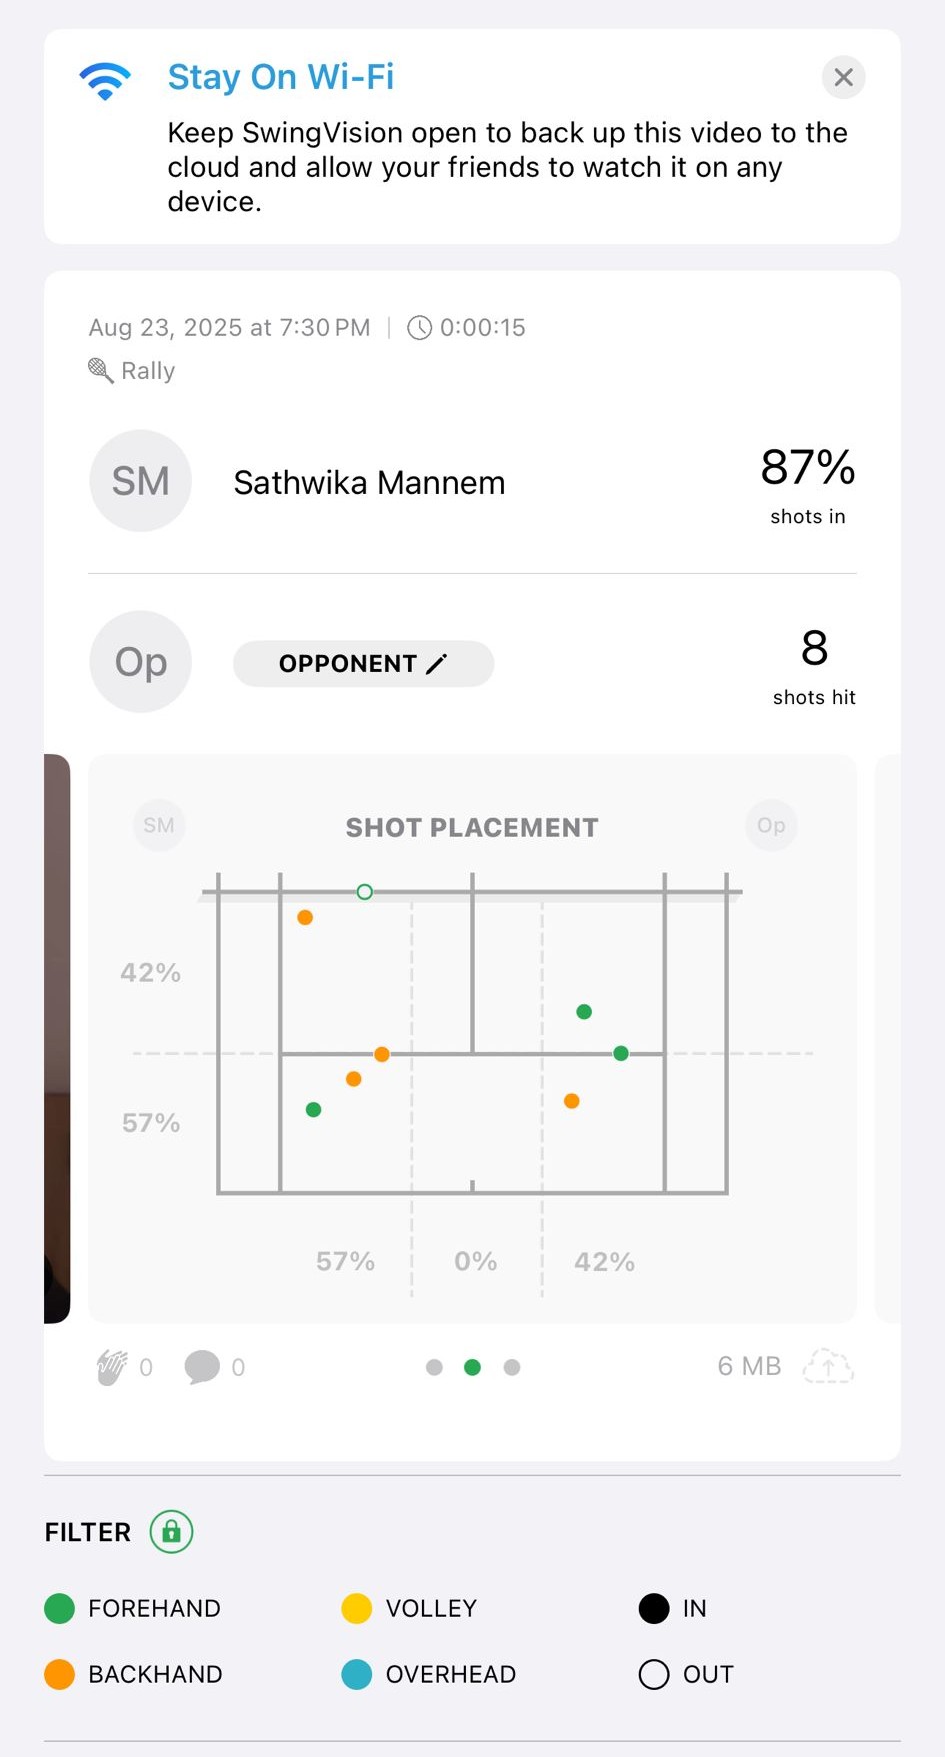 Stay On Wi-Fi
Keep SwingVision open to back up this video to the
cloud and allow your friends to watch it on any
device.
Aug 23, 2025 at 7:30 PM | 0:00:15
Rally
SM
Sathwika Mannem
87%
shots in
Op
OPPONENT
8
shots hit
SM
SHOT PLACEMENT
Op
42%
57%
57% 0% 42%
0 0 6 MB
FILTER
FOREHAND VOLLEY IN
BACKHAND OVERHEAD OUT